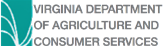 VIRGINIA DEPARTMENT
OF AGRICULTURE AND
CONSUMER SERVICES